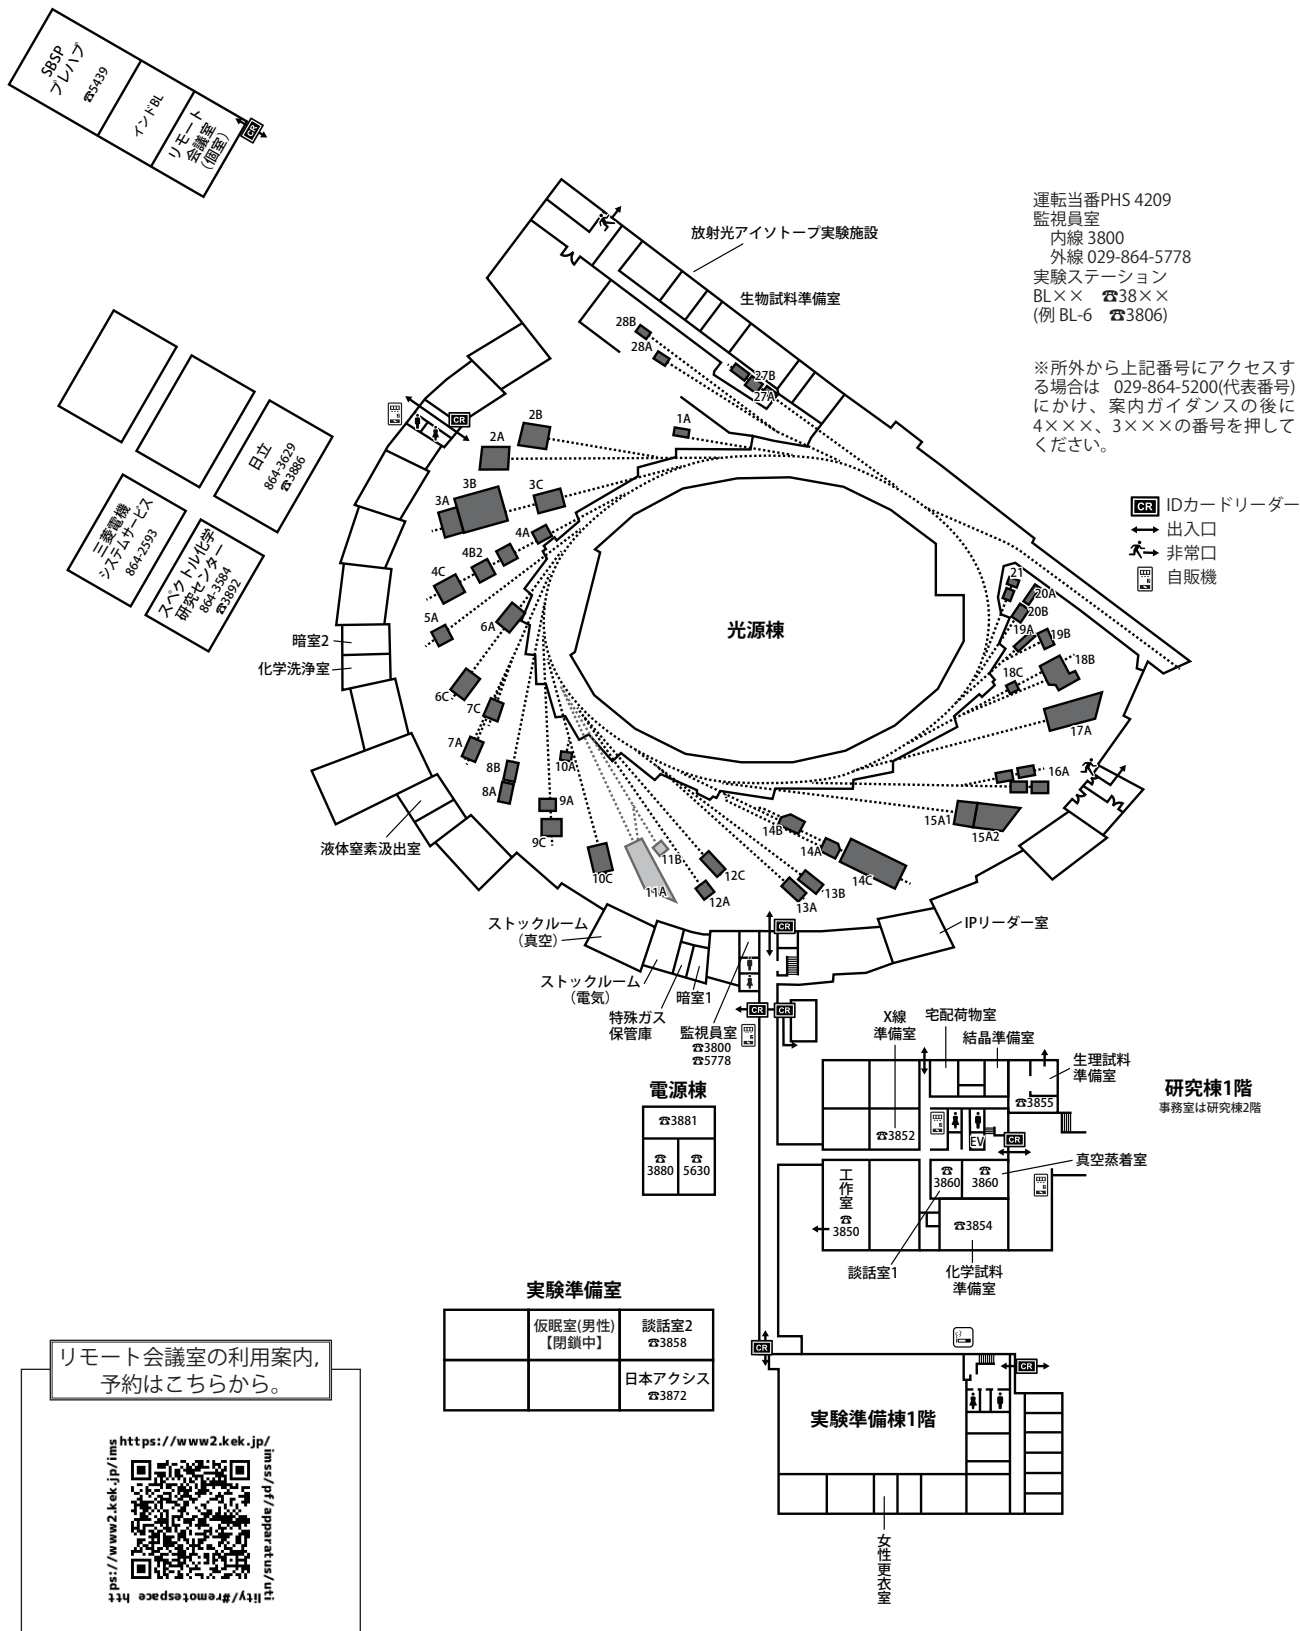 SBSP
プレハブ
☎5439
インドBL
リモート
会議室
(個室)
CR
運転当番PHS 4209
監視員室
内線 3800
外線 029-864-5778
実験ステーション
BL×× ☎38××
(例 BL-6 ☎3806)
※所外から上記番号にアクセスす
る場合は 029-864-5200(代表番号)
にかけ、案内ガイダンスの後に
4×××、3×××の番号を押して
ください。
CR IDカードリーダー
出入口
非常口
自販機
放射光アイソトープ実験施設
生物試料準備室
28B
28A
27B
27A
1A
2B
2A
CR
3B
3A
3C
4A
4B2
4C
5A
6A
6C
7C
7A
8B
8A
9A
9C
10A
10C
11B
11A
12C
12A
13B
13A
14B
14A
14C
15A1
15A2
16A
17A
18B
18C
19B
19A
20B
20A
21
光源棟
日立
864-3629
☎3886
三菱電機
システムサービス
864-2593
スペクトル化学
研究センター
864-3584
☎3892
暗室2
化学洗浄室
液体窒素汲出室
ストックルーム
(真空)
ストックルーム
(電気)
特殊ガス
保管庫
暗室1
監視員室
☎3800
☎5778
CR
CR
CR
IPリーダー室
電源棟
☎3881
☎
3880
☎
5630
X線
準備室
宅配荷物室
結晶準備室
生理試料
準備室
☎3855
☎3852
EV
CR
研究棟1階
事務室は研究棟2階
真空蒸着室
工作室
☎
3850
☎
3860
☎
3860
☎3854
談話室1
化学試料
準備室
実験準備室
仮眠室(男性)
【閉鎖中】
談話室2
☎3858
日本アクシス
☎3872
CR
CR
実験準備棟1階
女性更衣室
リモート会議室の利用案内,
予約はこちらから。
https://www2.kek.jp/
imss/pf/apparatus/uti
lity/#remotespace htt
ps://www2.kek.jp/ims